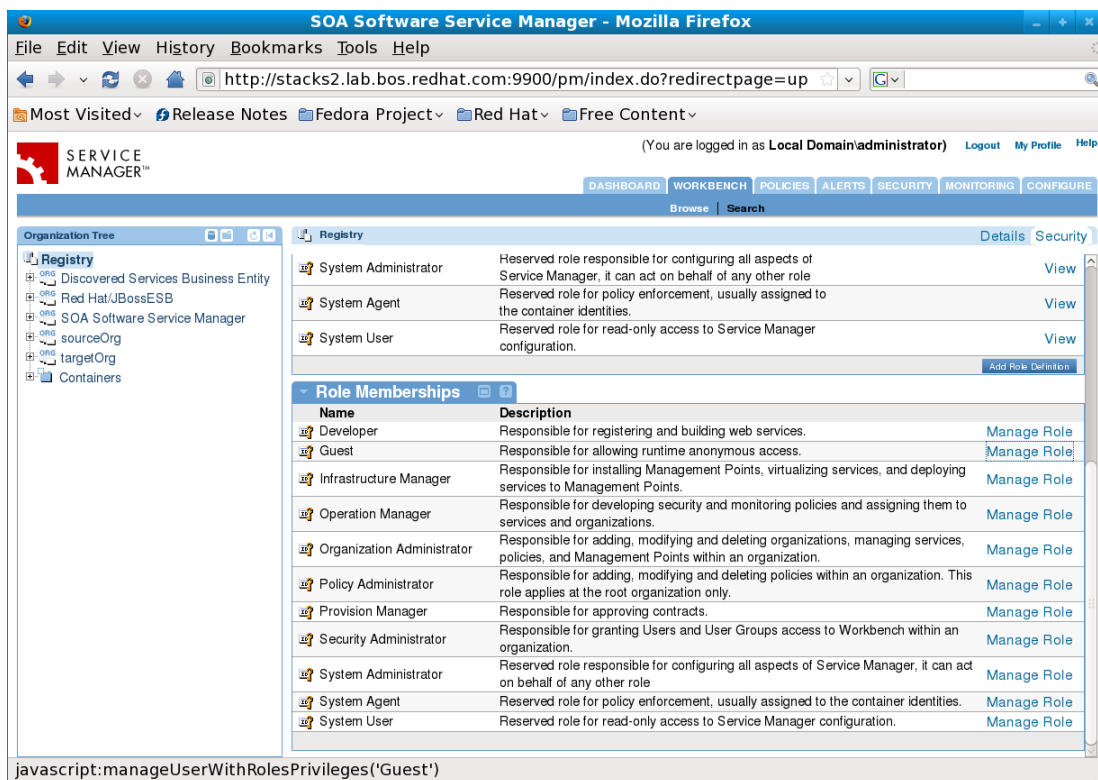 SOA Software Service Manager - Mozilla Firefox
File Edit View History Bookmarks Tools Help
http://stacks2.lab.bos.redhat.com:9900/pm/index.do?redirectpage=up
G
Most Visited Release Notes Fedora Project Red Hat Free Content
SERVICE
MANAGER™
(You are logged in as Local Domain\administrator) Logout My Profile Help
DASHBOARD WORKBENCH POLICIES ALERTS SECURITY MONITORING CONFIGURE
Browse | Search
Organization Tree
Registry
ORG Discovered Services Business Entity
ORG Red Hat/JBossESB
ORG SOA Software Service Manager
ORG sourceOrg
ORG targetOrg
Containers
Registry Details Security
System Administrator Reserved role responsible for configuring all aspects of
Service Manager, it can act on behalf of any other role View
System Agent Reserved role for policy enforcement, usually assigned to
the container identities. View
System User Reserved role for read-only access to Service Manager
configuration. View
Add Role Definition
Role Memberships ?
Name Description
Developer Responsible for registering and building web services. Manage Role
Guest Responsible for allowing runtime anonymous access. Manage Role
Infrastructure Manager Responsible for installing Management Points, virtualizing services, and deploying
services to Management Points. Manage Role
Operation Manager Responsible for developing security and monitoring policies and assigning them to
services and organizations. Manage Role
Organization Administrator Responsible for adding, modifying and deleting organizations, managing services,
policies, and Management Points within an organization. Manage Role
Policy Administrator Responsible for adding, modifying and deleting policies within an organization. This
role applies at the root organization only. Manage Role
Provision Manager Responsible for approving contracts. Manage Role
Security Administrator Responsible for granting Users and User Groups access to Workbench within an
organization. Manage Role
System Administrator Reserved role responsible for configuring all aspects of Service Manager, it can act
on behalf of any other role Manage Role
System Agent Reserved role for policy enforcement, usually assigned to the container identities. Manage Role
System User Reserved role for read-only access to Service Manager configuration. Manage Role
javascript:manageUserWithRolesPrivileges('Guest')